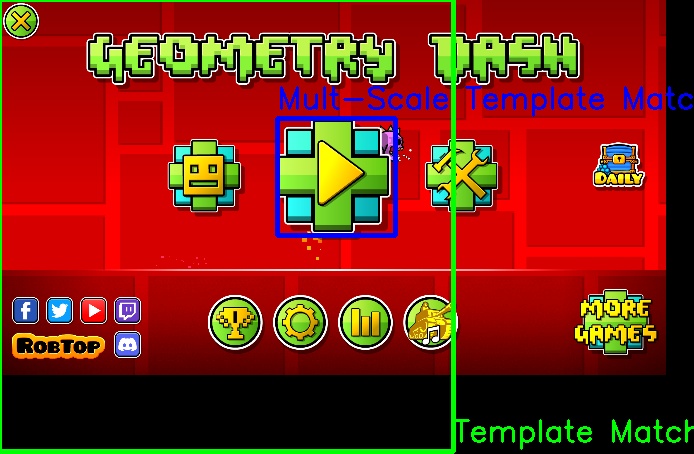 GEOMETRY DASH
Mult-Scale Template Matc
DAILY
MORE
GAMES
f
ROBTOP
Template Match